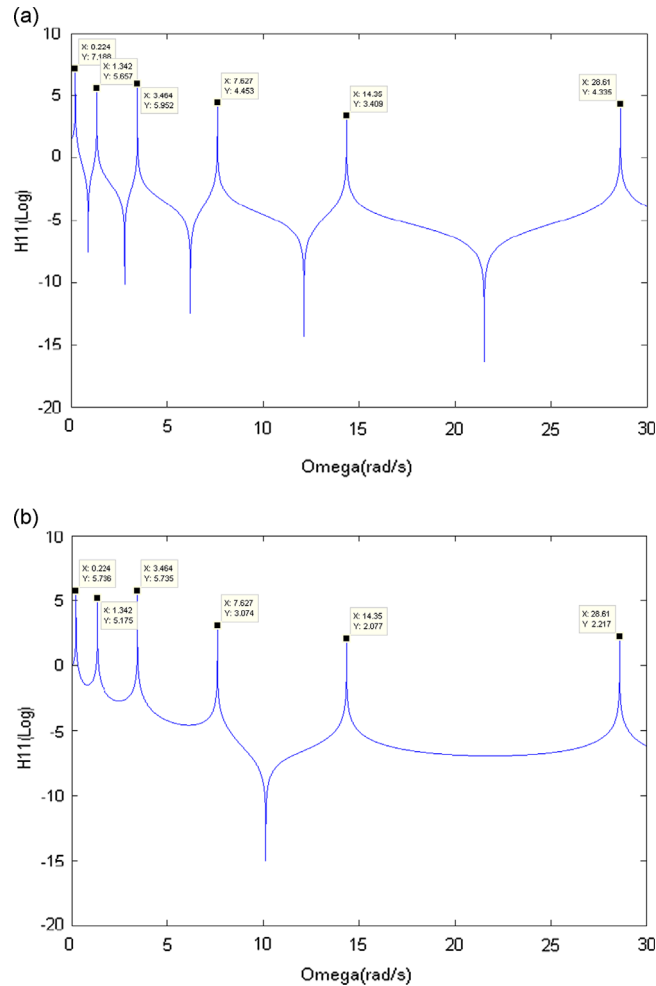 (a)
10
5
0
-5
-10
-15
-20
H11(Log)
X: 0.224
Y: 7.188
X: 1.342
Y: 5.657
X: 3.464
Y: 5.952
X: 7.627
Y: 4.453
X: 14.35
Y: 3.409
X: 28.61
Y: 4.335
0 5 10 15 20 25 30
Omega(rad/s)
(b)
10
5
0
-5
-10
-15
-20
H11(Log)
X: 0.224
Y: 5.736
X: 1.342
Y: 5.175
X: 3.464
Y: 5.735
X: 7.627
Y: 3.074
X: 14.35
Y: 2.077
X: 28.61
Y 2.217
0 5 10 15 20 25 30
Omega(rad/s)